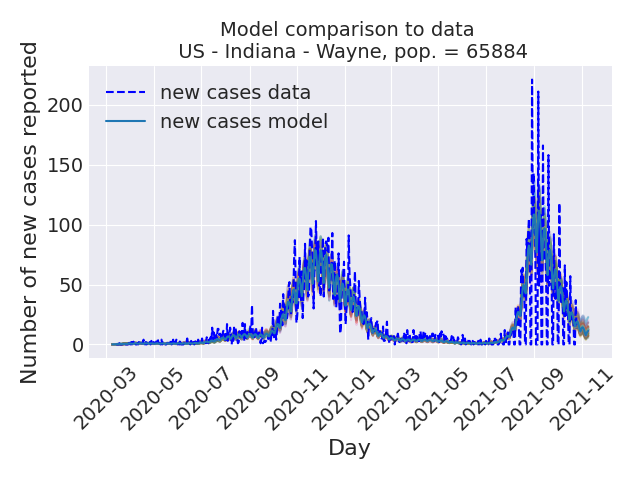 Model comparison to data
US - Indiana - Wayne, pop. = 65884
Number of new cases reported
200
150
100
50
0
new cases data
new cases model
2020-03
2020-05
2020-07
2020-09
2020-11
2021-01
2021-03
2021-05
2021-07
2021-09
2021-11
Day